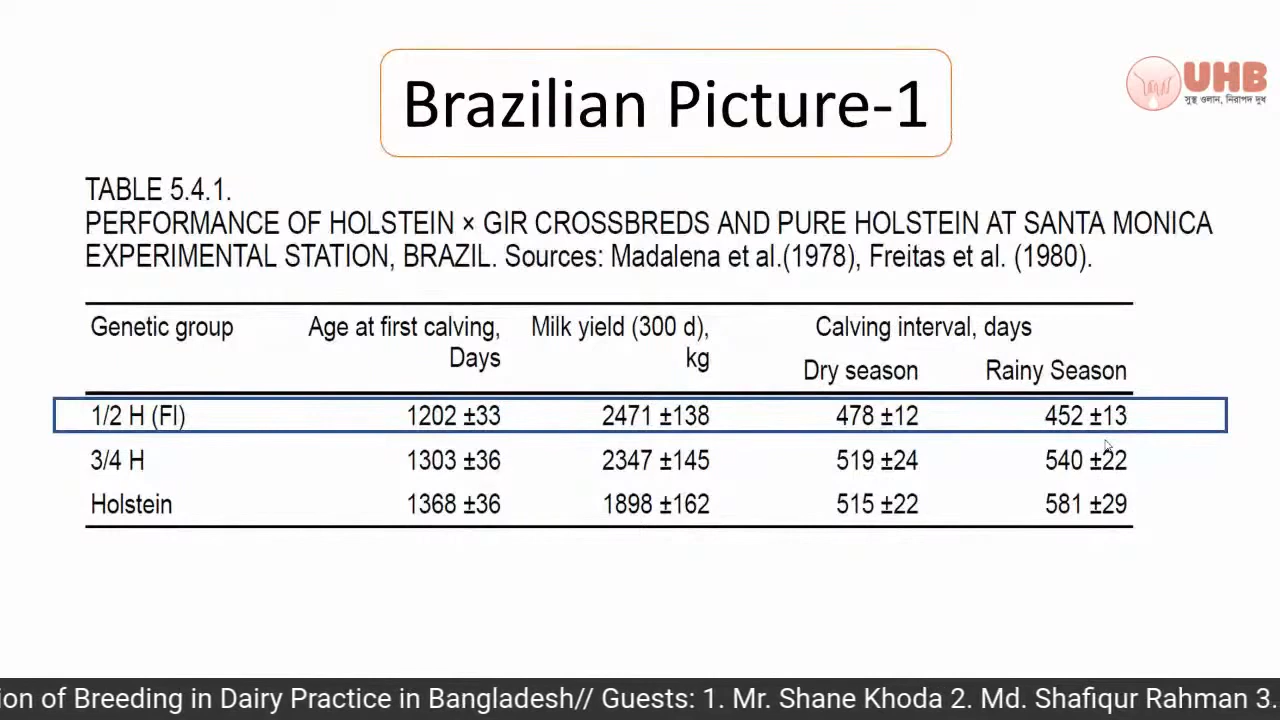 Brazilian Picture-1
UHB
সুস্থ ওলান, নিরাপদ দুধ
TABLE 5.4.1.
PERFORMANCE OF HOLSTEIN × GIR CROSSBREDS AND PURE HOLSTEIN AT SANTA MONICA
EXPERIMENTAL STATION, BRAZIL. Sources: Madalena et al.(1978), Freitas et al. (1980).
Genetic group Age at first calving, Milk yield (300 d), Calving interval, days
Days kg Dry season Rainy Season
1/2 H (FI) 1202 ±33 2471 ±138 478 ±12 452 ±13
3/4 H 1303 ±36 2347 ±145 519 ±24 540 ±22
Holstein 1368 ±36 1898 ±162 515 ±22 581 ±29
ion of Breeding in Dairy Practice in Bangladesh// Guests: 1. Mr. Shane Khoda 2. Md. Shafiqur Rahman 3.